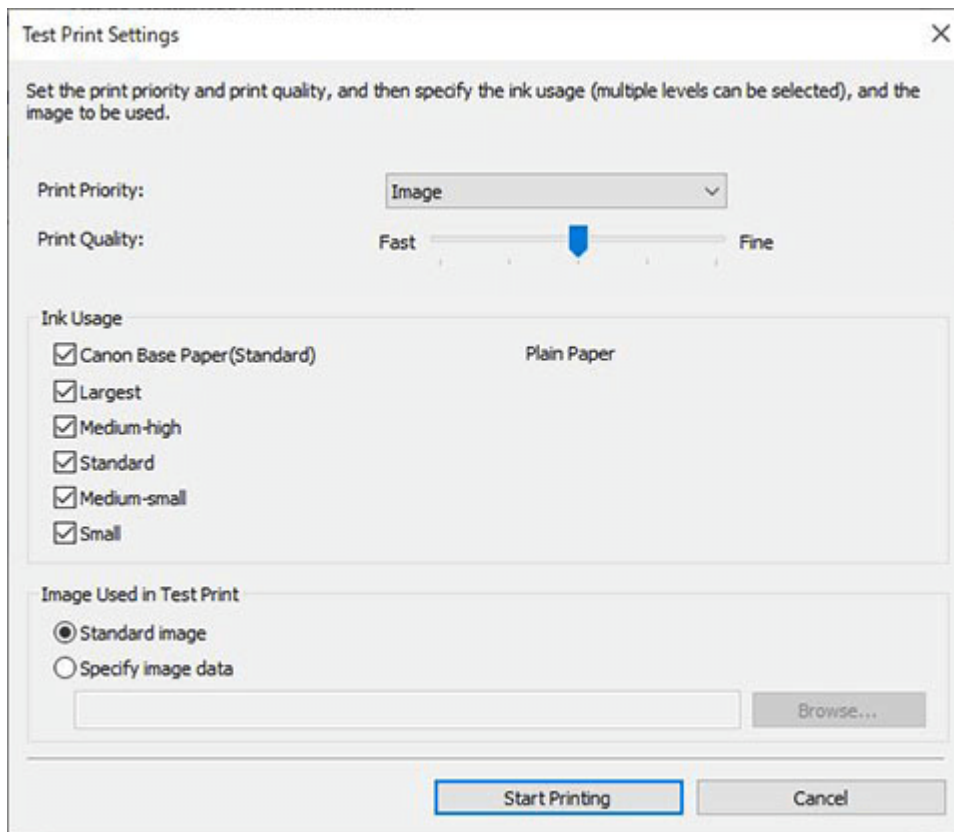 Test Print Settings
Set the print priority and print quality, and then specify the ink usage (multiple levels can be selected), and the
image to be used.
Print Priority:
Image
Print Quality:
Fast
Fine
Ink Usage
Canon Base Paper(Standard)
Plain Paper
Largest
Medium-high
Standard
Medium-small
Small
Image Used in Test Print
Standard image
Specify image data
Browse...
Start Printing
Cancel